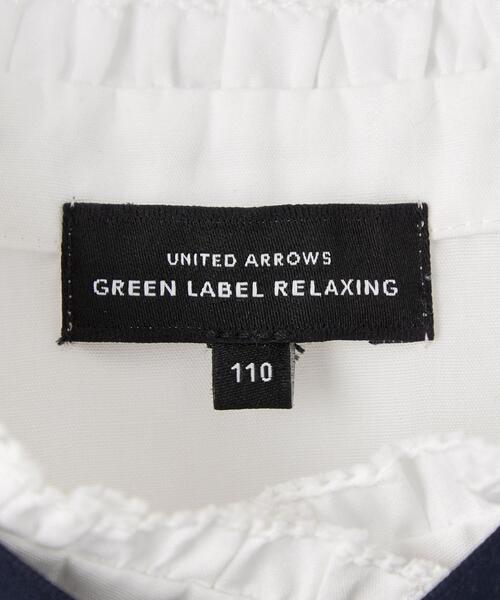 UNITED ARROWS
GREEN LABEL RELAXING
110